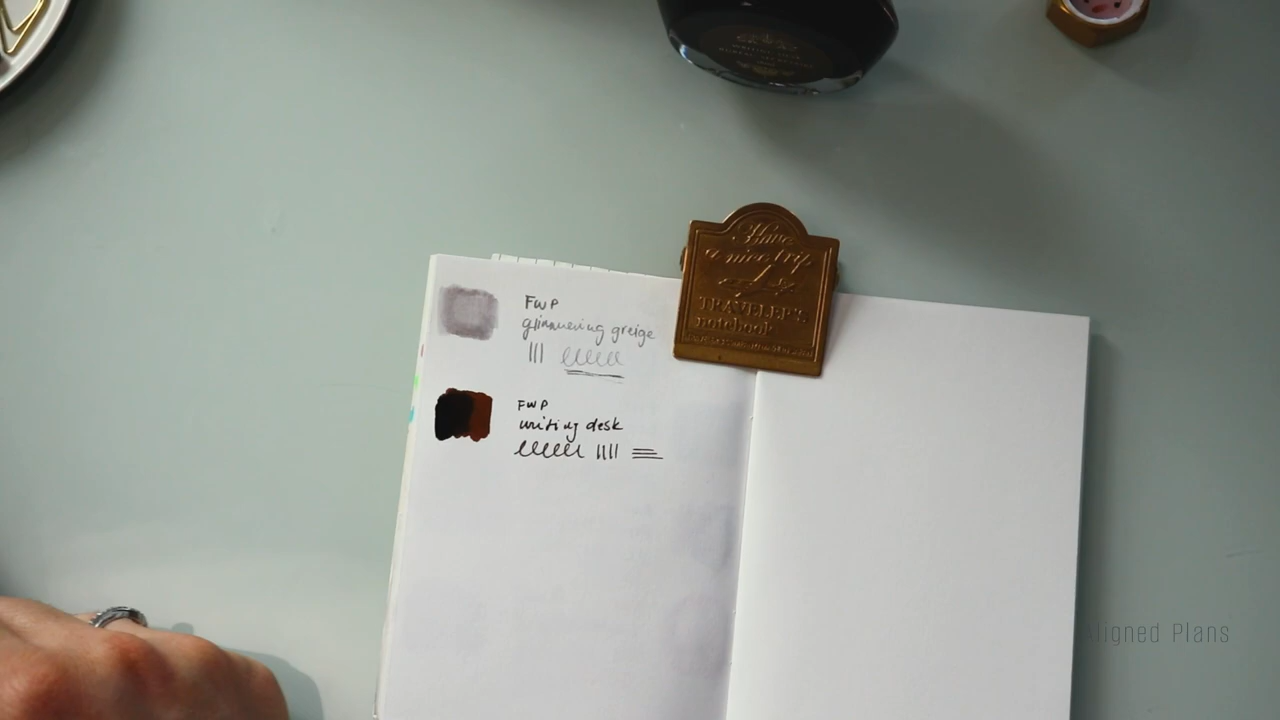 Have
a nice trip
TRAVELER'S
notebook
FWP
glimmering greige
FWP
writing desk
Aligned Plans